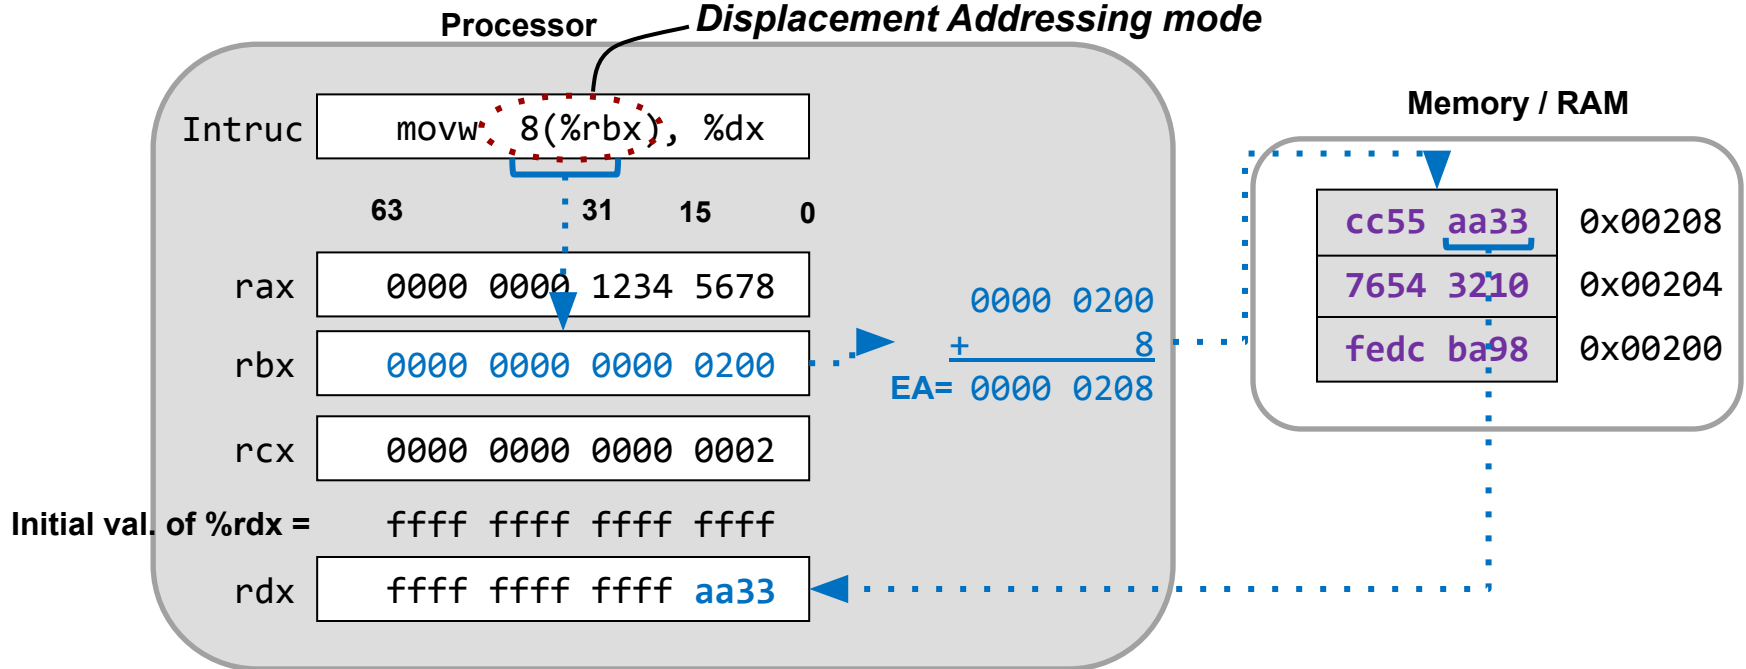 Processor
Displacement Addressing mode
Memory / RAM
Intruc movw 8(%rbx), %dx
63 31 15 0
cc55 aa33 0x00208
rax 0000 0000 1234 5678
7654 3210 0x00204
0000 0200
+ 8
rbx 0000 0000 0000 0200
fedc ba98 0x00200
EA= 0000 0208
rcx 0000 0000 0000 0002
Initial val. of %rdx = ffff ffff ffff ffff
rdx ffff ffff ffff aa33